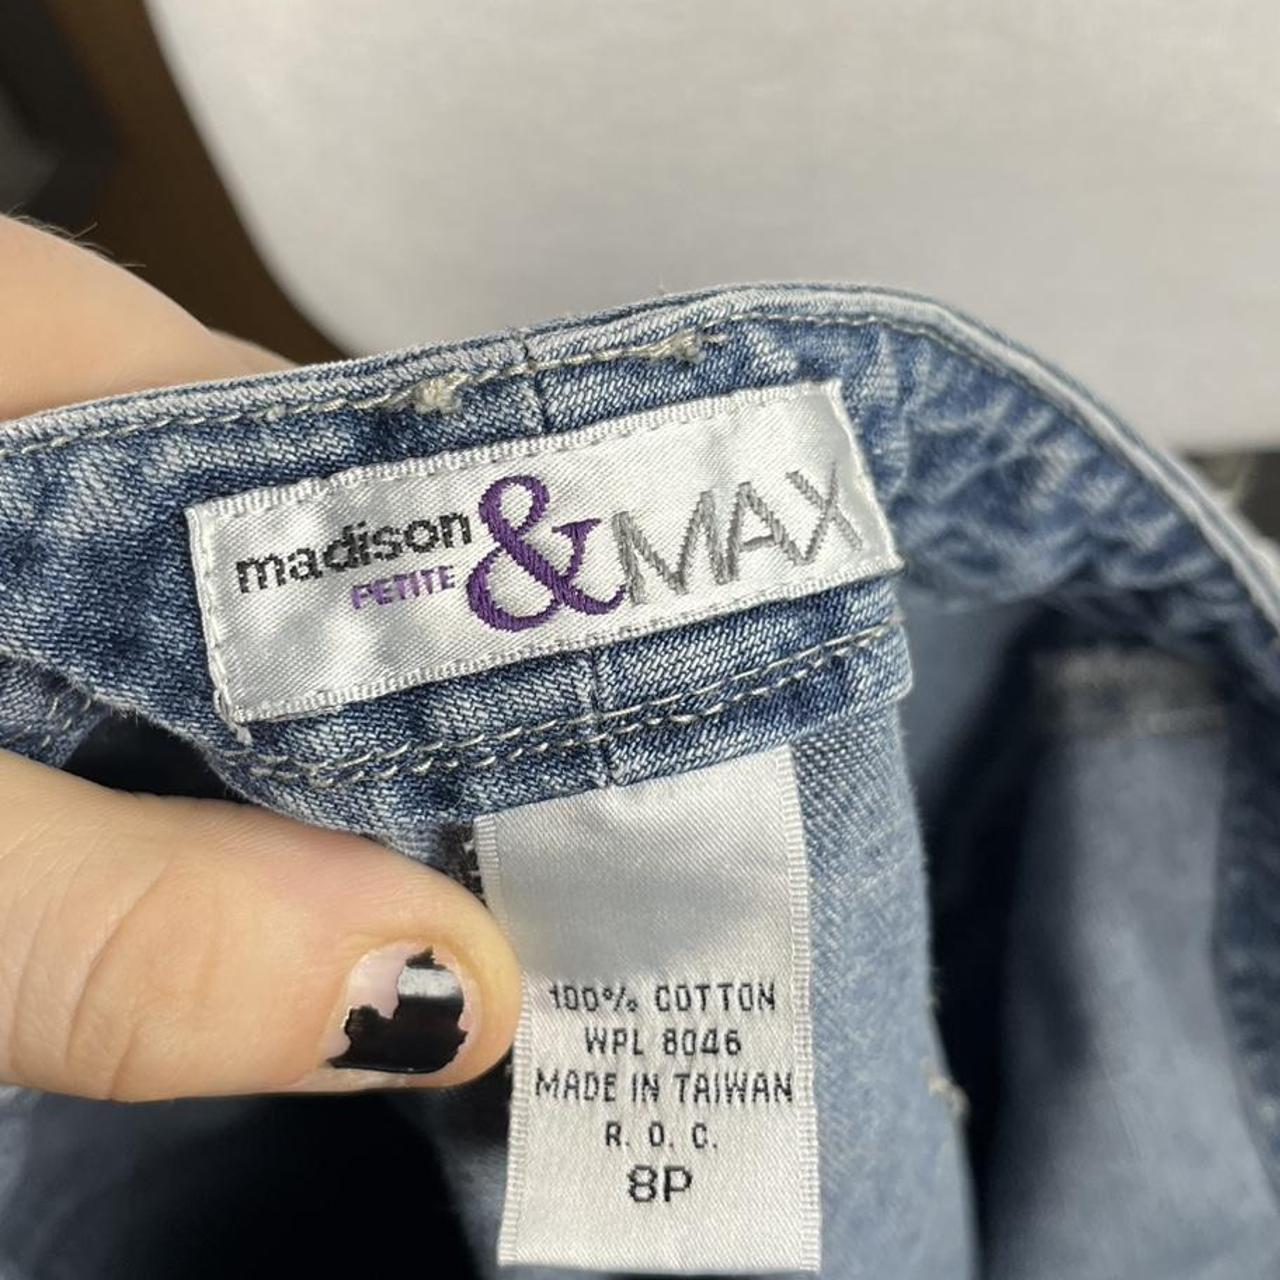 madison & MAX
PETITE
100% COTTON
WPL 8046
MADE IN TAIWAN
R. O. C.
8P